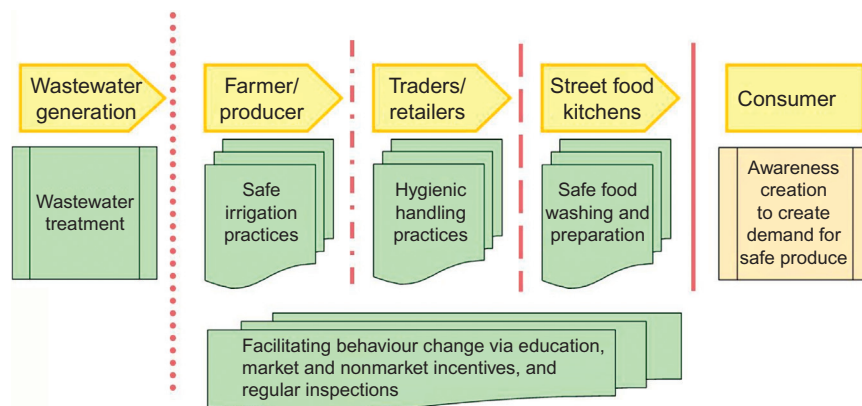 Wastewater
generation
Farmer/
producer
Traders/
retailers
Street food
kitchens
Consumer
Wastewater
treatment
Safe
irrigation
practices
Hygienic
handling
practices
Safe food
washing and
preparation
Awareness
creation
to create
demand for
safe produce
Facilitating behaviour change via education,
market and nonmarket incentives, and
regular inspections